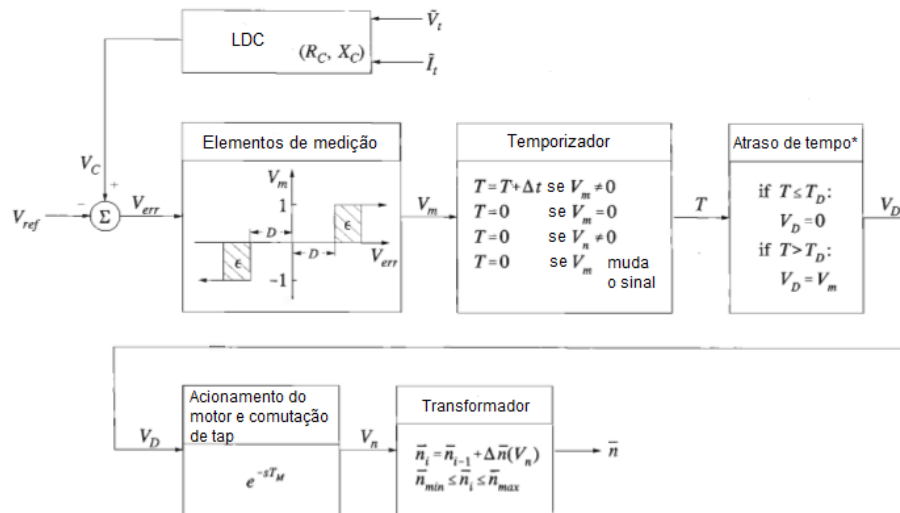 LDC
(R_C, X_C)
Ṽ_t
Ĩ_t
V_C
+
V_ref
−
Σ
V_err
Elementos de medição
V_m
1
D
ϵ
ϵ
D
V_err
−1
V_m
Temporizador
T = T + Δt se V_m ≠ 0
T = 0 se V_m = 0
T = 0 se V_n ≠ 0
T = 0 se V_m muda
o sinal
T
Atraso de tempo*
if T ≤ T_D:
V_D = 0
if T > T_D:
V_D = V_m
V_D
V_D
Acionamento do
motor e comutação
de tap
e^{−sT_M}
V_n
Transformador
n̄_i = n̄_{i−1} + Δn̄(V_n)
n̄_min ≤ n̄_i ≤ n̄_max
n̄